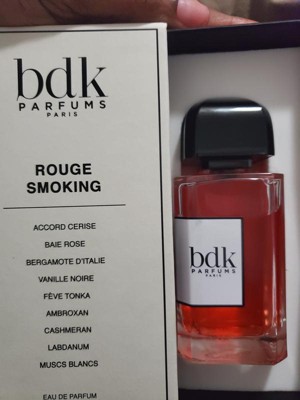 bdk
PARFUMS
PARIS
ROUGE
SMOKING
ACCORD CERISE
BAIE ROSE
BERGAMOTE D'ITALIE
VANILLE NOIRE
FÈVE TONKA
AMBROXAN
CASHMERAN
LABDANUM
MUSCS BLANCS
EAU DE PARFUM
bdk
PARFUMS
PARIS